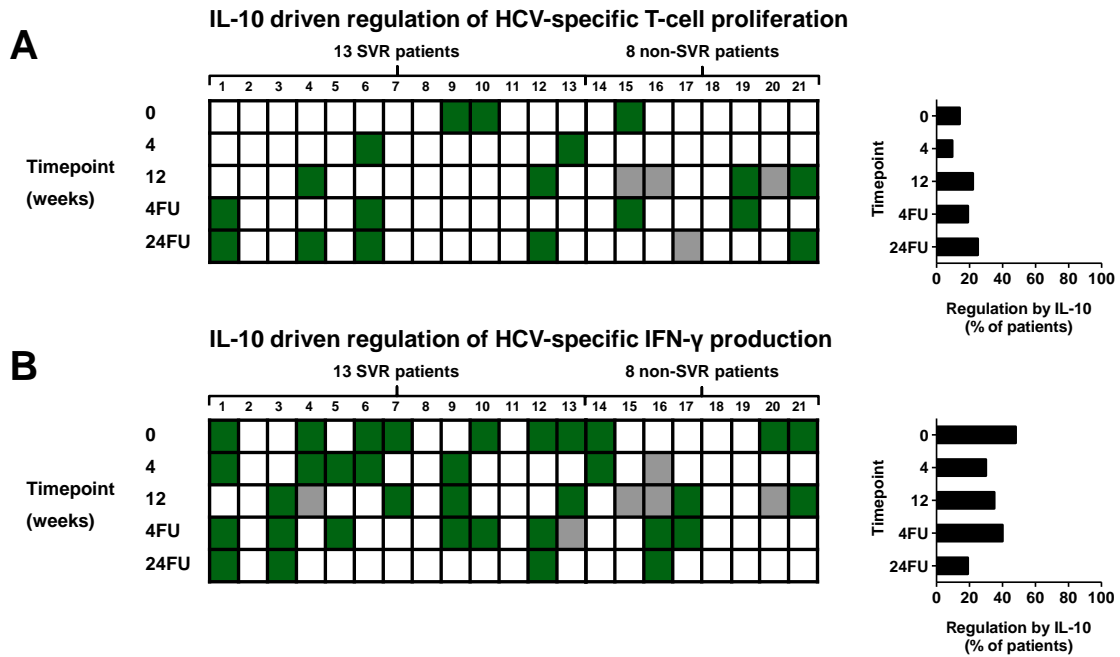 A
IL-10 driven regulation of HCV-specific T-cell proliferation
13 SVR patients 8 non-SVR patients
1 2 3 4 5 6 7 8 9 10 11 12 13 14 15 16 17 18 19 20 21
Timepoint
(weeks)
0
4
12
4FU
24FU
Timepoint
0
4
12
4FU
24FU
0 20 40 60 80 100
Regulation by IL-10
(% of patients)
B
IL-10 driven regulation of HCV-specific IFN-γ production
13 SVR patients 8 non-SVR patients
1 2 3 4 5 6 7 8 9 10 11 12 13 14 15 16 17 18 19 20 21
Timepoint
(weeks)
0
4
12
4FU
24FU
Timepoint
0
4
12
4FU
24FU
0 20 40 60 80 100
Regulation by IL-10
(% of patients)